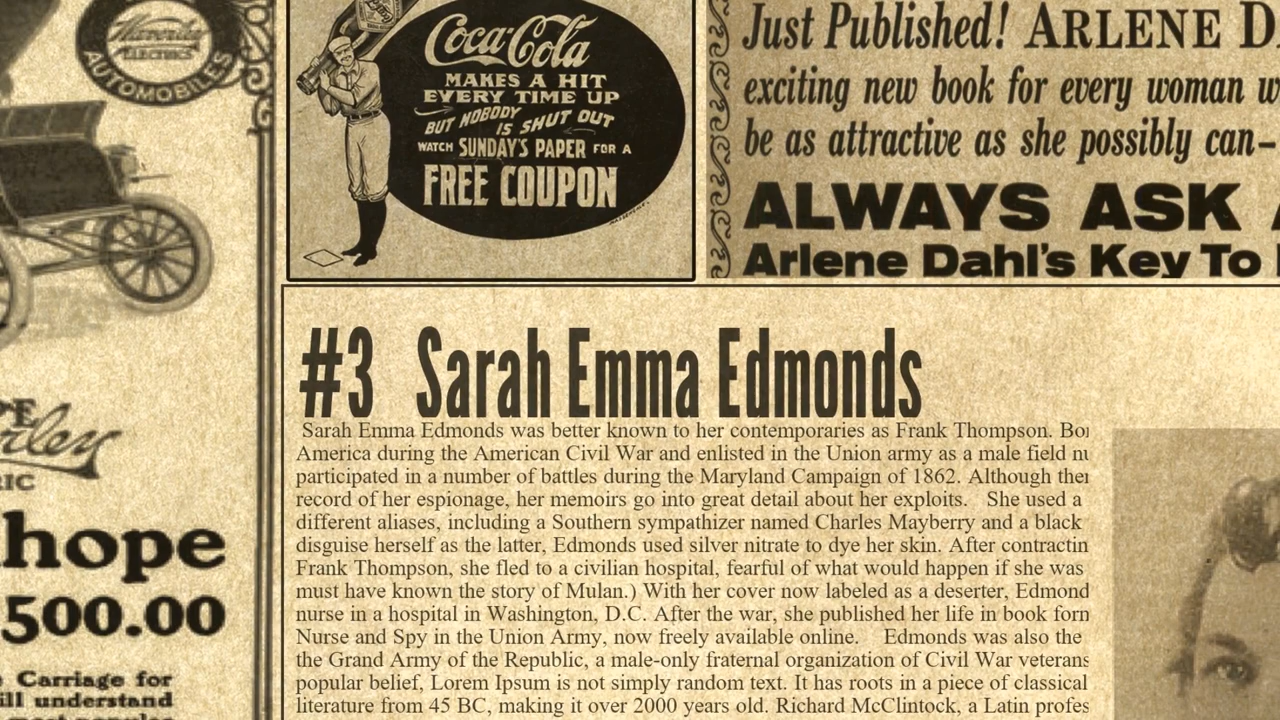 AUTOMOBILES
Coca-Cola
MAKES A HIT
EVERY TIME UP
BUT NOBODY
IS SHUT OUT
WATCH SUNDAY'S PAPER FOR A
FREE COUPON
Just Published! ARLENE D
exciting new book for every woman w
be as attractive as she possibly can-
ALWAYS ASK A
Arlene Dahl's Key To
hope
500.00
Carriage for
ill understand
most popular
#3 Sarah Emma Edmonds
Sarah Emma Edmonds was better known to her contemporaries as Frank Thompson. Bor
America during the American Civil War and enlisted in the Union army as a male field nu
participated in a number of battles during the Maryland Campaign of 1862. Although ther
record of her espionage, her memoirs go into great detail about her exploits. She used a
different aliases, including a Southern sympathizer named Charles Mayberry and a black
disguise herself as the latter, Edmonds used silver nitrate to dye her skin. After contractin
Frank Thompson, she fled to a civilian hospital, fearful of what would happen if she was
must have known the story of Mulan.) With her cover now labeled as a deserter, Edmond
nurse in a hospital in Washington, D.C. After the war, she published her life in book form
Nurse and Spy in the Union Army, now freely available online. Edmonds was also the
the Grand Army of the Republic, a male-only fraternal organization of Civil War veterans
popular belief, Lorem Ipsum is not simply random text. It has roots in a piece of classical
literature from 45 BC, making it over 2000 years old. Richard McClintock, a Latin profes